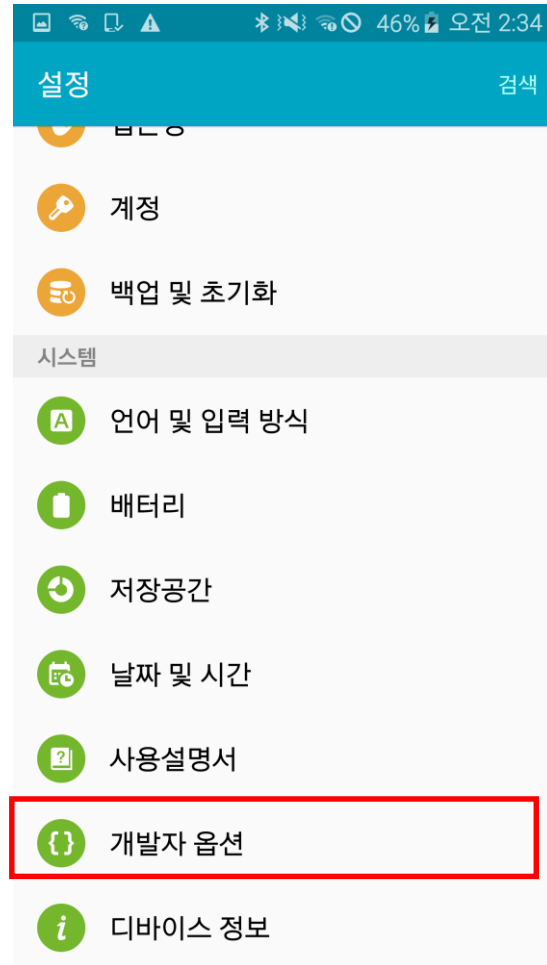 46% 오전 2:34
설정
검색
계정
백업 및 초기화
시스템
언어 및 입력 방식
배터리
저장공간
날짜 및 시간
사용설명서
개발자 옵션
디바이스 정보